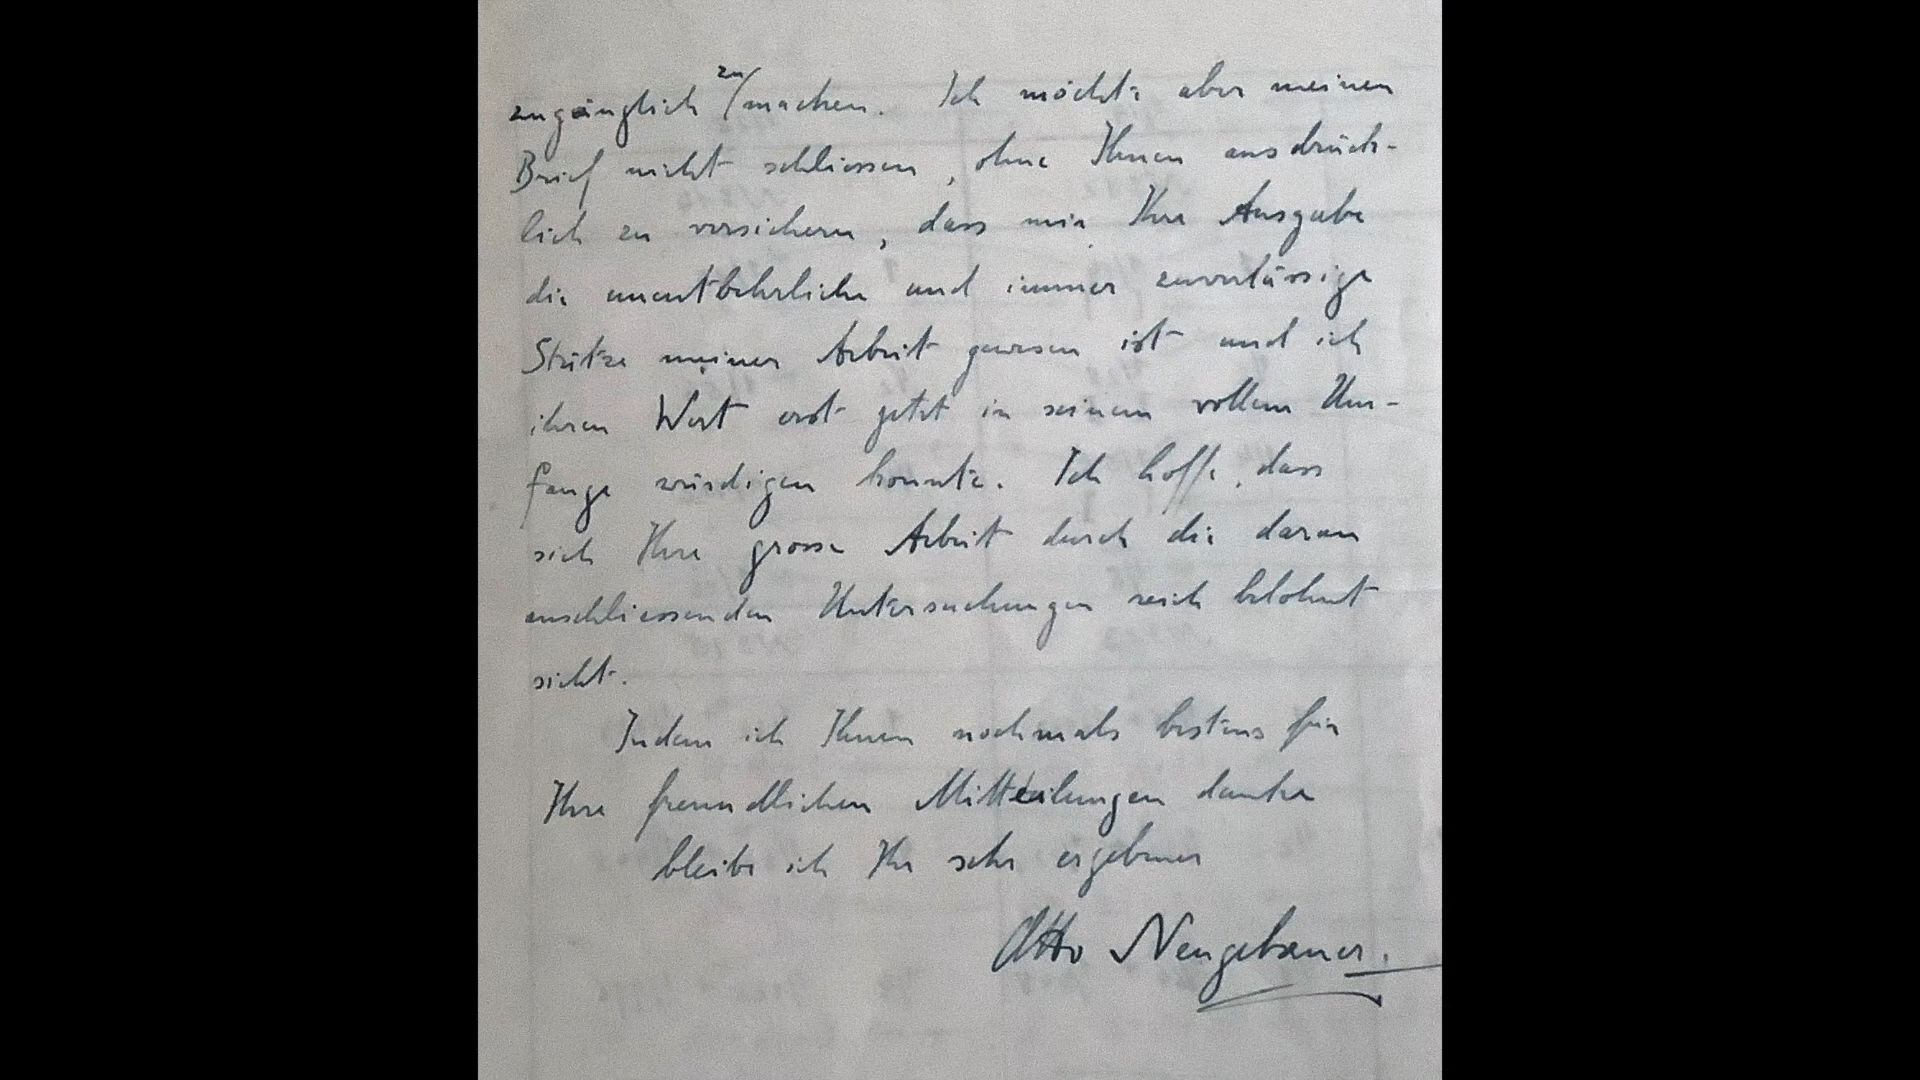 zugänglich zu machen. Ich möchte aber meinen
Brief nicht schliessen, ohne Ihnen ausdrück-
lich zu versichern, dass mir Ihre Ausgabe
die unentbehrliche und immer zuverlässige
Stütze meiner Arbeit gewesen ist und ich
ihren Wert erst jetzt in seinem vollem Um-
fange würdigen konnte. Ich hoffe, dass
sich Ihre grosse Arbeit durch die daran
anschliessenden Untersuchungen reich belohnt
sieht.
Indem ich Ihnen nochmals bestens für
Ihre freundlichen Mitteilungen danke
bleibe ich Ihr sehr ergebener
Otto Neugebauer.